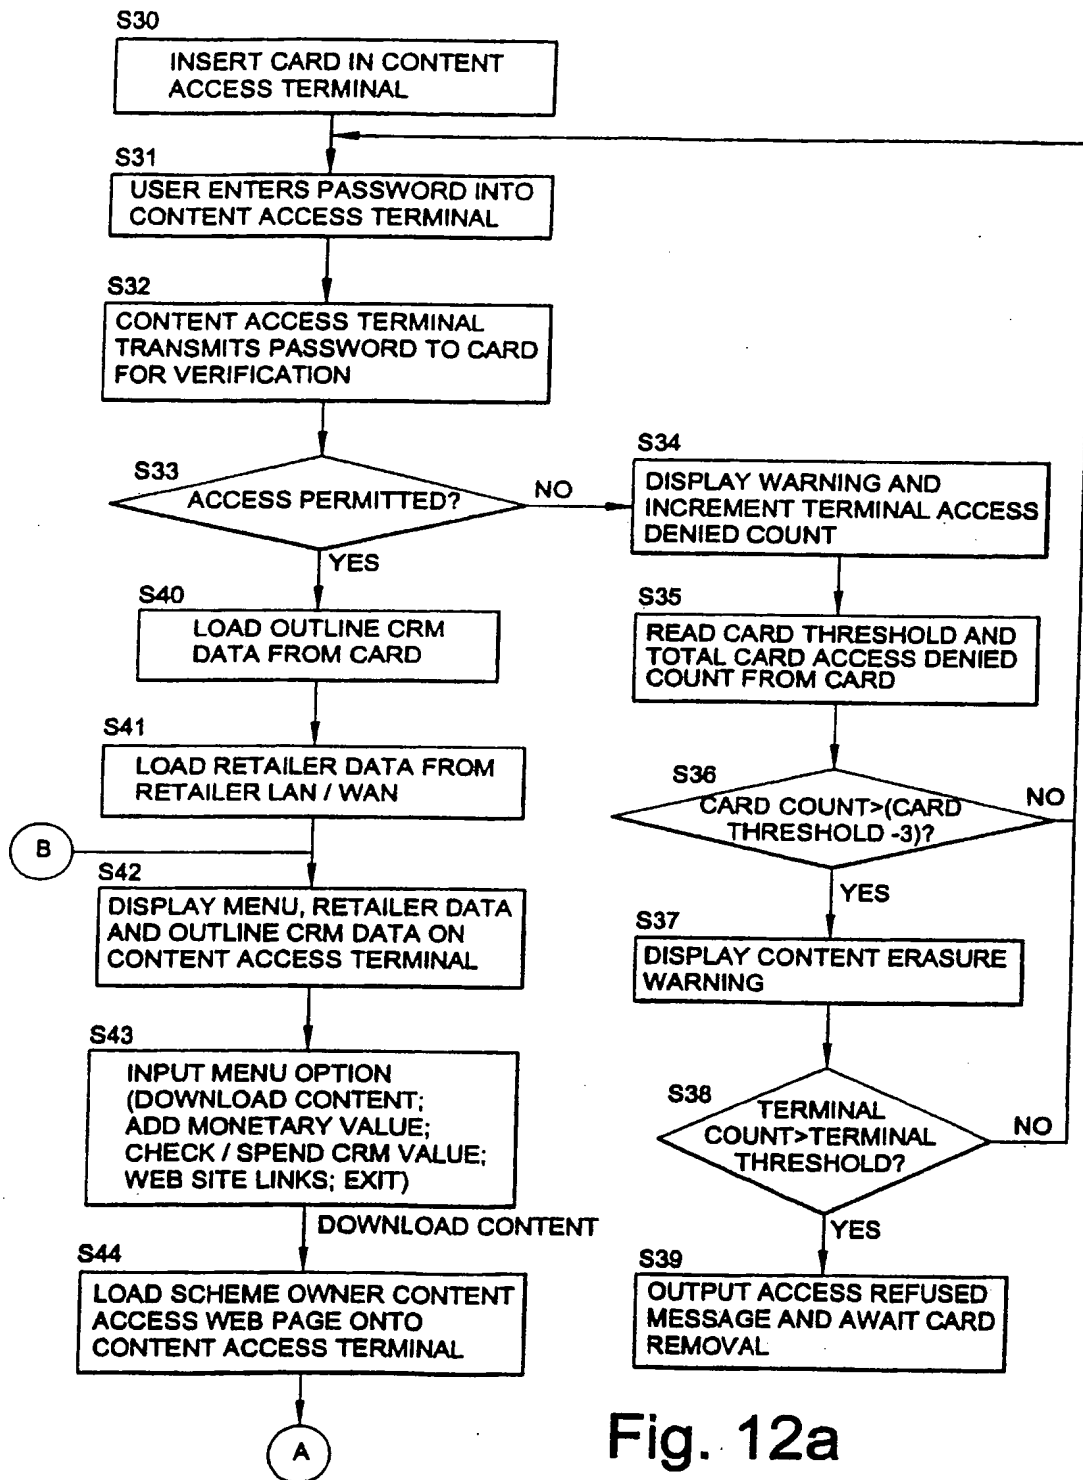 S30
INSERT CARD IN CONTENT
ACCESS TERMINAL
S31
USER ENTERS PASSWORD INTO
CONTENT ACCESS TERMINAL
S32
CONTENT ACCESS TERMINAL
TRANSMITS PASSWORD TO CARD
FOR VERIFICATION
S33
ACCESS PERMITTED?
NO
YES
S34
DISPLAY WARNING AND
INCREMENT TERMINAL ACCESS
DENIED COUNT
S35
READ CARD THRESHOLD AND
TOTAL CARD ACCESS DENIED
COUNT FROM CARD
S36
CARD COUNT>(CARD
THRESHOLD -3)?
NO
YES
S37
DISPLAY CONTENT ERASURE
WARNING
S38
TERMINAL
COUNT>TERMINAL
THRESHOLD?
NO
YES
S39
OUTPUT ACCESS REFUSED
MESSAGE AND AWAIT CARD
REMOVAL
S40
LOAD OUTLINE CRM
DATA FROM CARD
S41
LOAD RETAILER DATA FROM
RETAILER LAN / WAN
B
S42
DISPLAY MENU, RETAILER DATA
AND OUTLINE CRM DATA ON
CONTENT ACCESS TERMINAL
S43
INPUT MENU OPTION
(DOWNLOAD CONTENT;
ADD MONETARY VALUE;
CHECK / SPEND CRM VALUE;
WEB SITE LINKS; EXIT)
DOWNLOAD CONTENT
S44
LOAD SCHEME OWNER CONTENT
ACCESS WEB PAGE ONTO
CONTENT ACCESS TERMINAL
A
Fig. 12a